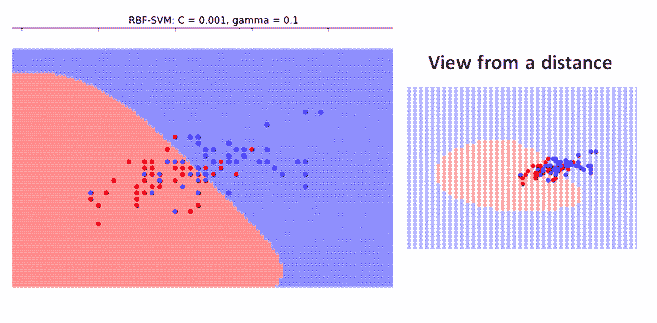 RBF-SVM: C = 0.001, gamma = 0.1
View from a distance